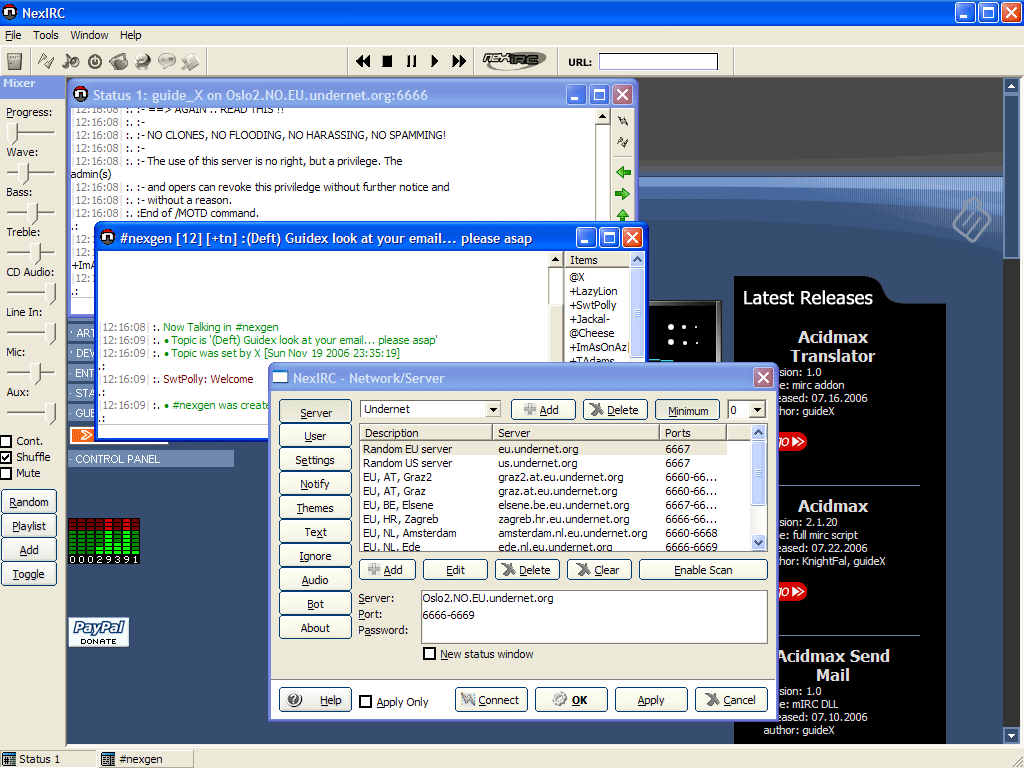 NexIRC
File Tools Window Help
NEXIRC
URL:
Mixer
Progress:
Wave:
Bass:
Treble:
CD Audio:
Line In:
Mic:
Aux:
Cont.
Shuffle
Mute
Random
Playlist
Add
Toggle
Status 1: guide_X on Oslo2.NO.EU.undernet.org:6666
[12:16:08] :. :- ==> AGAIN .. READ THIS !!
[12:16:08] :. :-
[12:16:08] :. :- NO CLONES, NO FLOODING, NO HARASSING, NO SPAMMING!
[12:16:08] :. :-
[12:16:08] :. :- The use of this server is no right, but a privilege. The
admin(s)
[12:16:08] :. :- and opers can revoke this priviledge without further notice and
[12:16:08] :. :- without a reason.
[12:16:08] :. :End of /MOTD command.
.:
[12:1
+ImA
[12:1
.:
#nexgen [12] [+tn] :(Deft) Guidex look at your email... please asap
[12:16:08] :. Now Talking in #nexgen
[12:16:09] :. • Topic is '(Deft) Guidex look at your email... please asap'
[12:16:09] :. • Topic was set by X [Sun Nov 19 2006 23:35:19]
.:
[12:16:09] :. SwtPolly: Welcome
.:
[12:16:09] :. • #nexgen was create
.:
Items
@X
+LazyLion
+SwtPolly
+Jackal-
@Cheese
+ImAsOnAz
+TAdams
· ART
· DEV
· ENT
· STA
· GUE
· CONTROL PANEL
00029391
PayPal
DONATE
NexIRC - Network/Server
Server
User
Settings
Notify
Themes
Text
Ignore
Audio
Bot
About
Undernet Add Delete Minimum 0
Description Server Ports
Random EU server eu.undernet.org 6667
Random US server us.undernet.org 6667
EU, AT, Graz2 graz2.at.eu.undernet.org 6660-66...
EU, AT, Graz graz.at.eu.undernet.org 6660-66...
EU, BE, Elsene elsene.be.eu.undernet.org 6667-66...
EU, HR, Zagreb zagreb.hr.eu.undernet.org 6666-66...
EU, NL, Amsterdam amsterdam.nl.eu.undernet.org 6660-6668
EU, NL, Ede ede.nl.eu.undernet.org 6666-6669
Add Edit Delete Clear Enable Scan
Server: Oslo2.NO.EU.undernet.org
Port: 6666-6669
Password:
New status window
Help Apply Only Connect OK Apply Cancel
Latest Releases
Acidmax
Translator
sion: 1.0
e: mirc addon
eased: 07.16.2006
hor: guideX
Acidmax
sion: 2.1.20
e: full mirc script
eased: 07.22.2006
hor: KnightFal, guideX
Acidmax Send
Mail
sion: 1.0
e: mIRC DLL
eased: 07.10.2006
author: guideX
Status 1 #nexgen